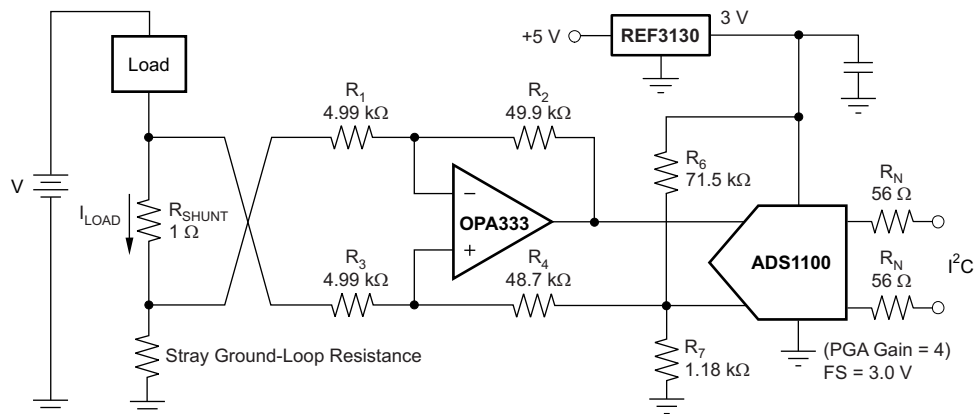 3 V
+5 V
REF3130
Load
R1
4.99 kΩ
R2
49.9 kΩ
R6
71.5 kΩ
RN
56 Ω
V
ILOAD
RSHUNT
1 Ω
−
+
OPA333
ADS1100
I²C
R3
4.99 kΩ
R4
48.7 kΩ
RN
56 Ω
Stray Ground-Loop Resistance
R7
1.18 kΩ
(PGA Gain = 4)
FS = 3.0 V